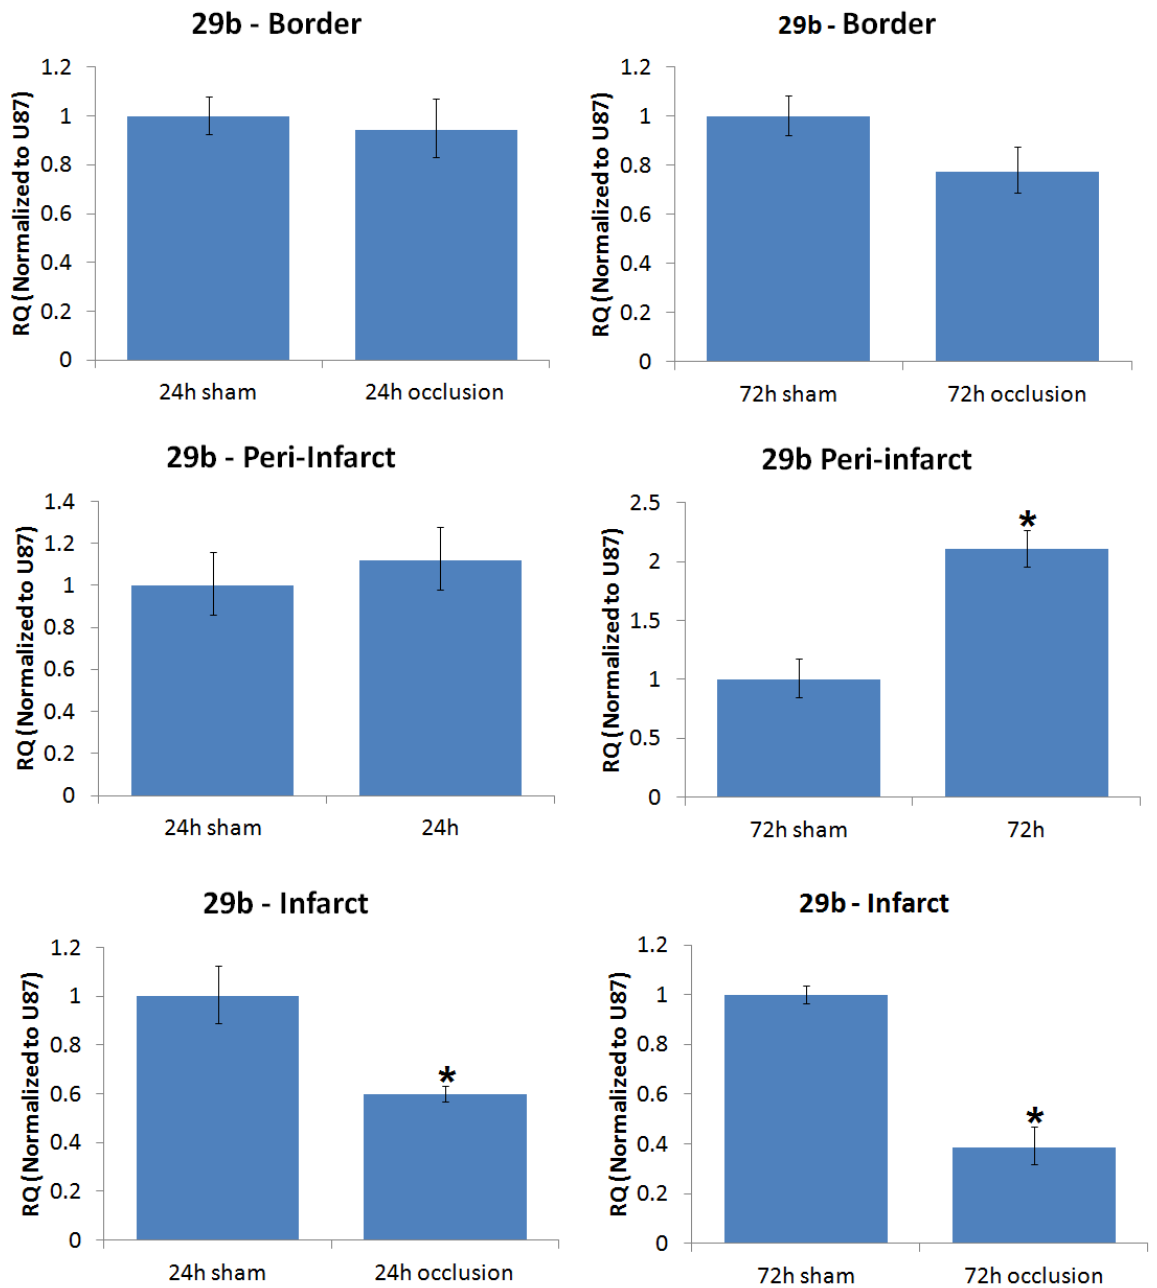 29b - Border
RQ (Normalized to U87)
1.2
1
0.8
0.6
0.4
0.2
0
24h sham 24h occlusion
29b - Border
RQ (Normalized to U87)
1.2
1
0.8
0.6
0.4
0.2
0
72h sham 72h occlusion
29b - Peri-Infarct
RQ (Normalized to U87)
1.4
1.2
1
0.8
0.6
0.4
0.2
0
24h sham 24h
29b Peri-infarct
RQ (Normalized to U87)
2.5
2
1.5
1
0.5
0
*
72h sham 72h
29b - Infarct
RQ (Normalized to U87)
1.2
1
0.8
0.6
0.4
0.2
0
*
24h sham 24h occlusion
29b - Infarct
RQ (Normalized to U87)
1.2
1
0.8
0.6
0.4
0.2
0
*
72h sham 72h occlusion